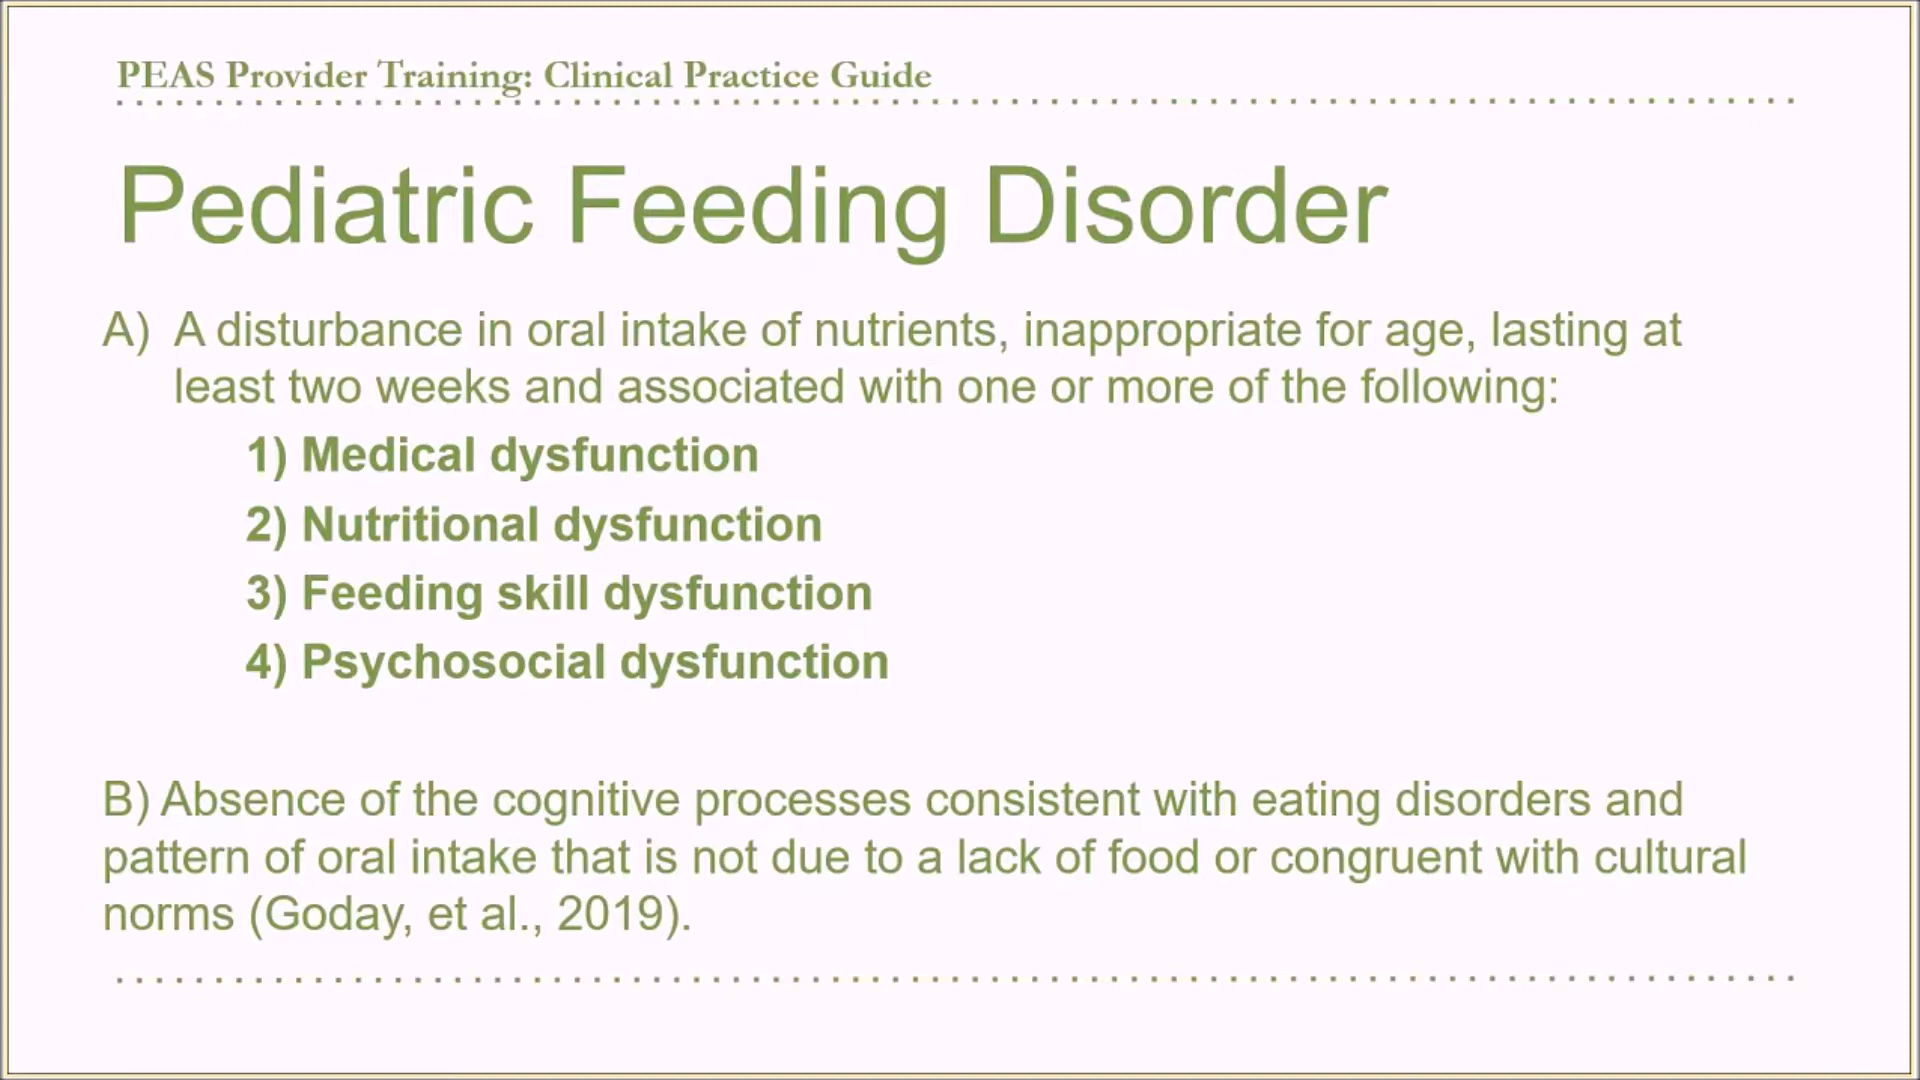 PEAS Provider Training: Clinical Practice Guide
Pediatric Feeding Disorder
A) A disturbance in oral intake of nutrients, inappropriate for age, lasting at
least two weeks and associated with one or more of the following:
1) Medical dysfunction
2) Nutritional dysfunction
3) Feeding skill dysfunction
4) Psychosocial dysfunction
B) Absence of the cognitive processes consistent with eating disorders and
pattern of oral intake that is not due to a lack of food or congruent with cultural
norms (Goday, et al., 2019).